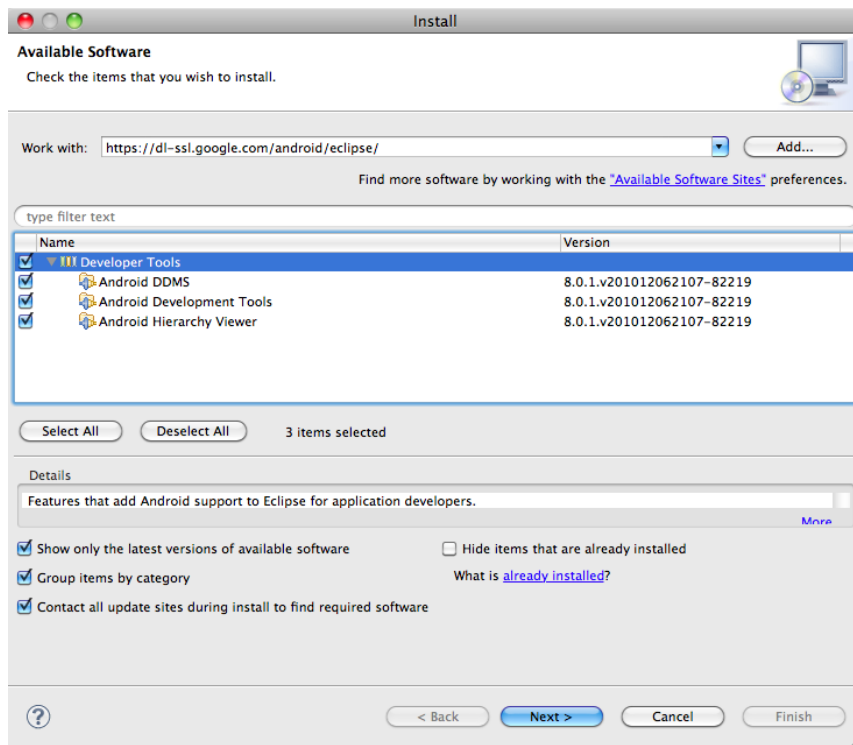 Install
Available Software
Check the items that you wish to install.
Work with: https://dl-ssl.google.com/android/eclipse/ Add...
Find more software by working with the "Available Software Sites" preferences.
type filter text
Name Version
Developer Tools
Android DDMS 8.0.1.v201012062107-82219
Android Development Tools 8.0.1.v201012062107-82219
Android Hierarchy Viewer 8.0.1.v201012062107-82219
Select All Deselect All 3 items selected
Details
Features that add Android support to Eclipse for application developers.
More
Show only the latest versions of available software Hide items that are already installed
Group items by category What is already installed?
Contact all update sites during install to find required software
? < Back Next > Cancel Finish